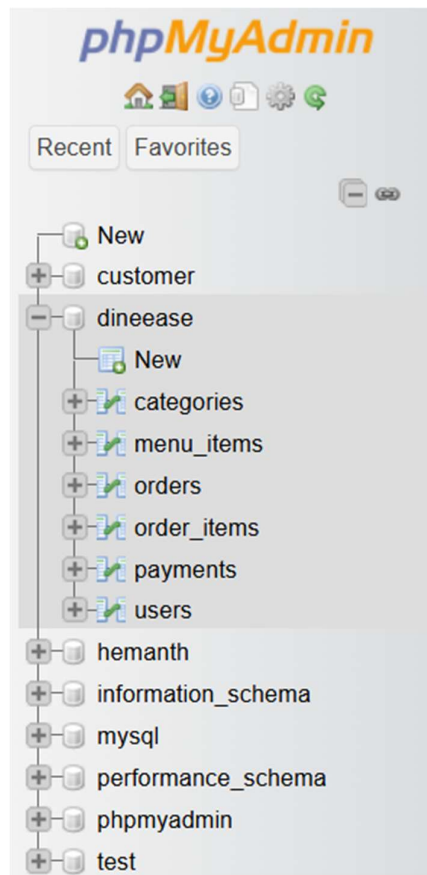 phpMyAdmin
Recent Favorites
New
customer
dineease
New
categories
menu_items
orders
order_items
payments
users
hemanth
information_schema
mysql
performance_schema
phpmyadmin
test